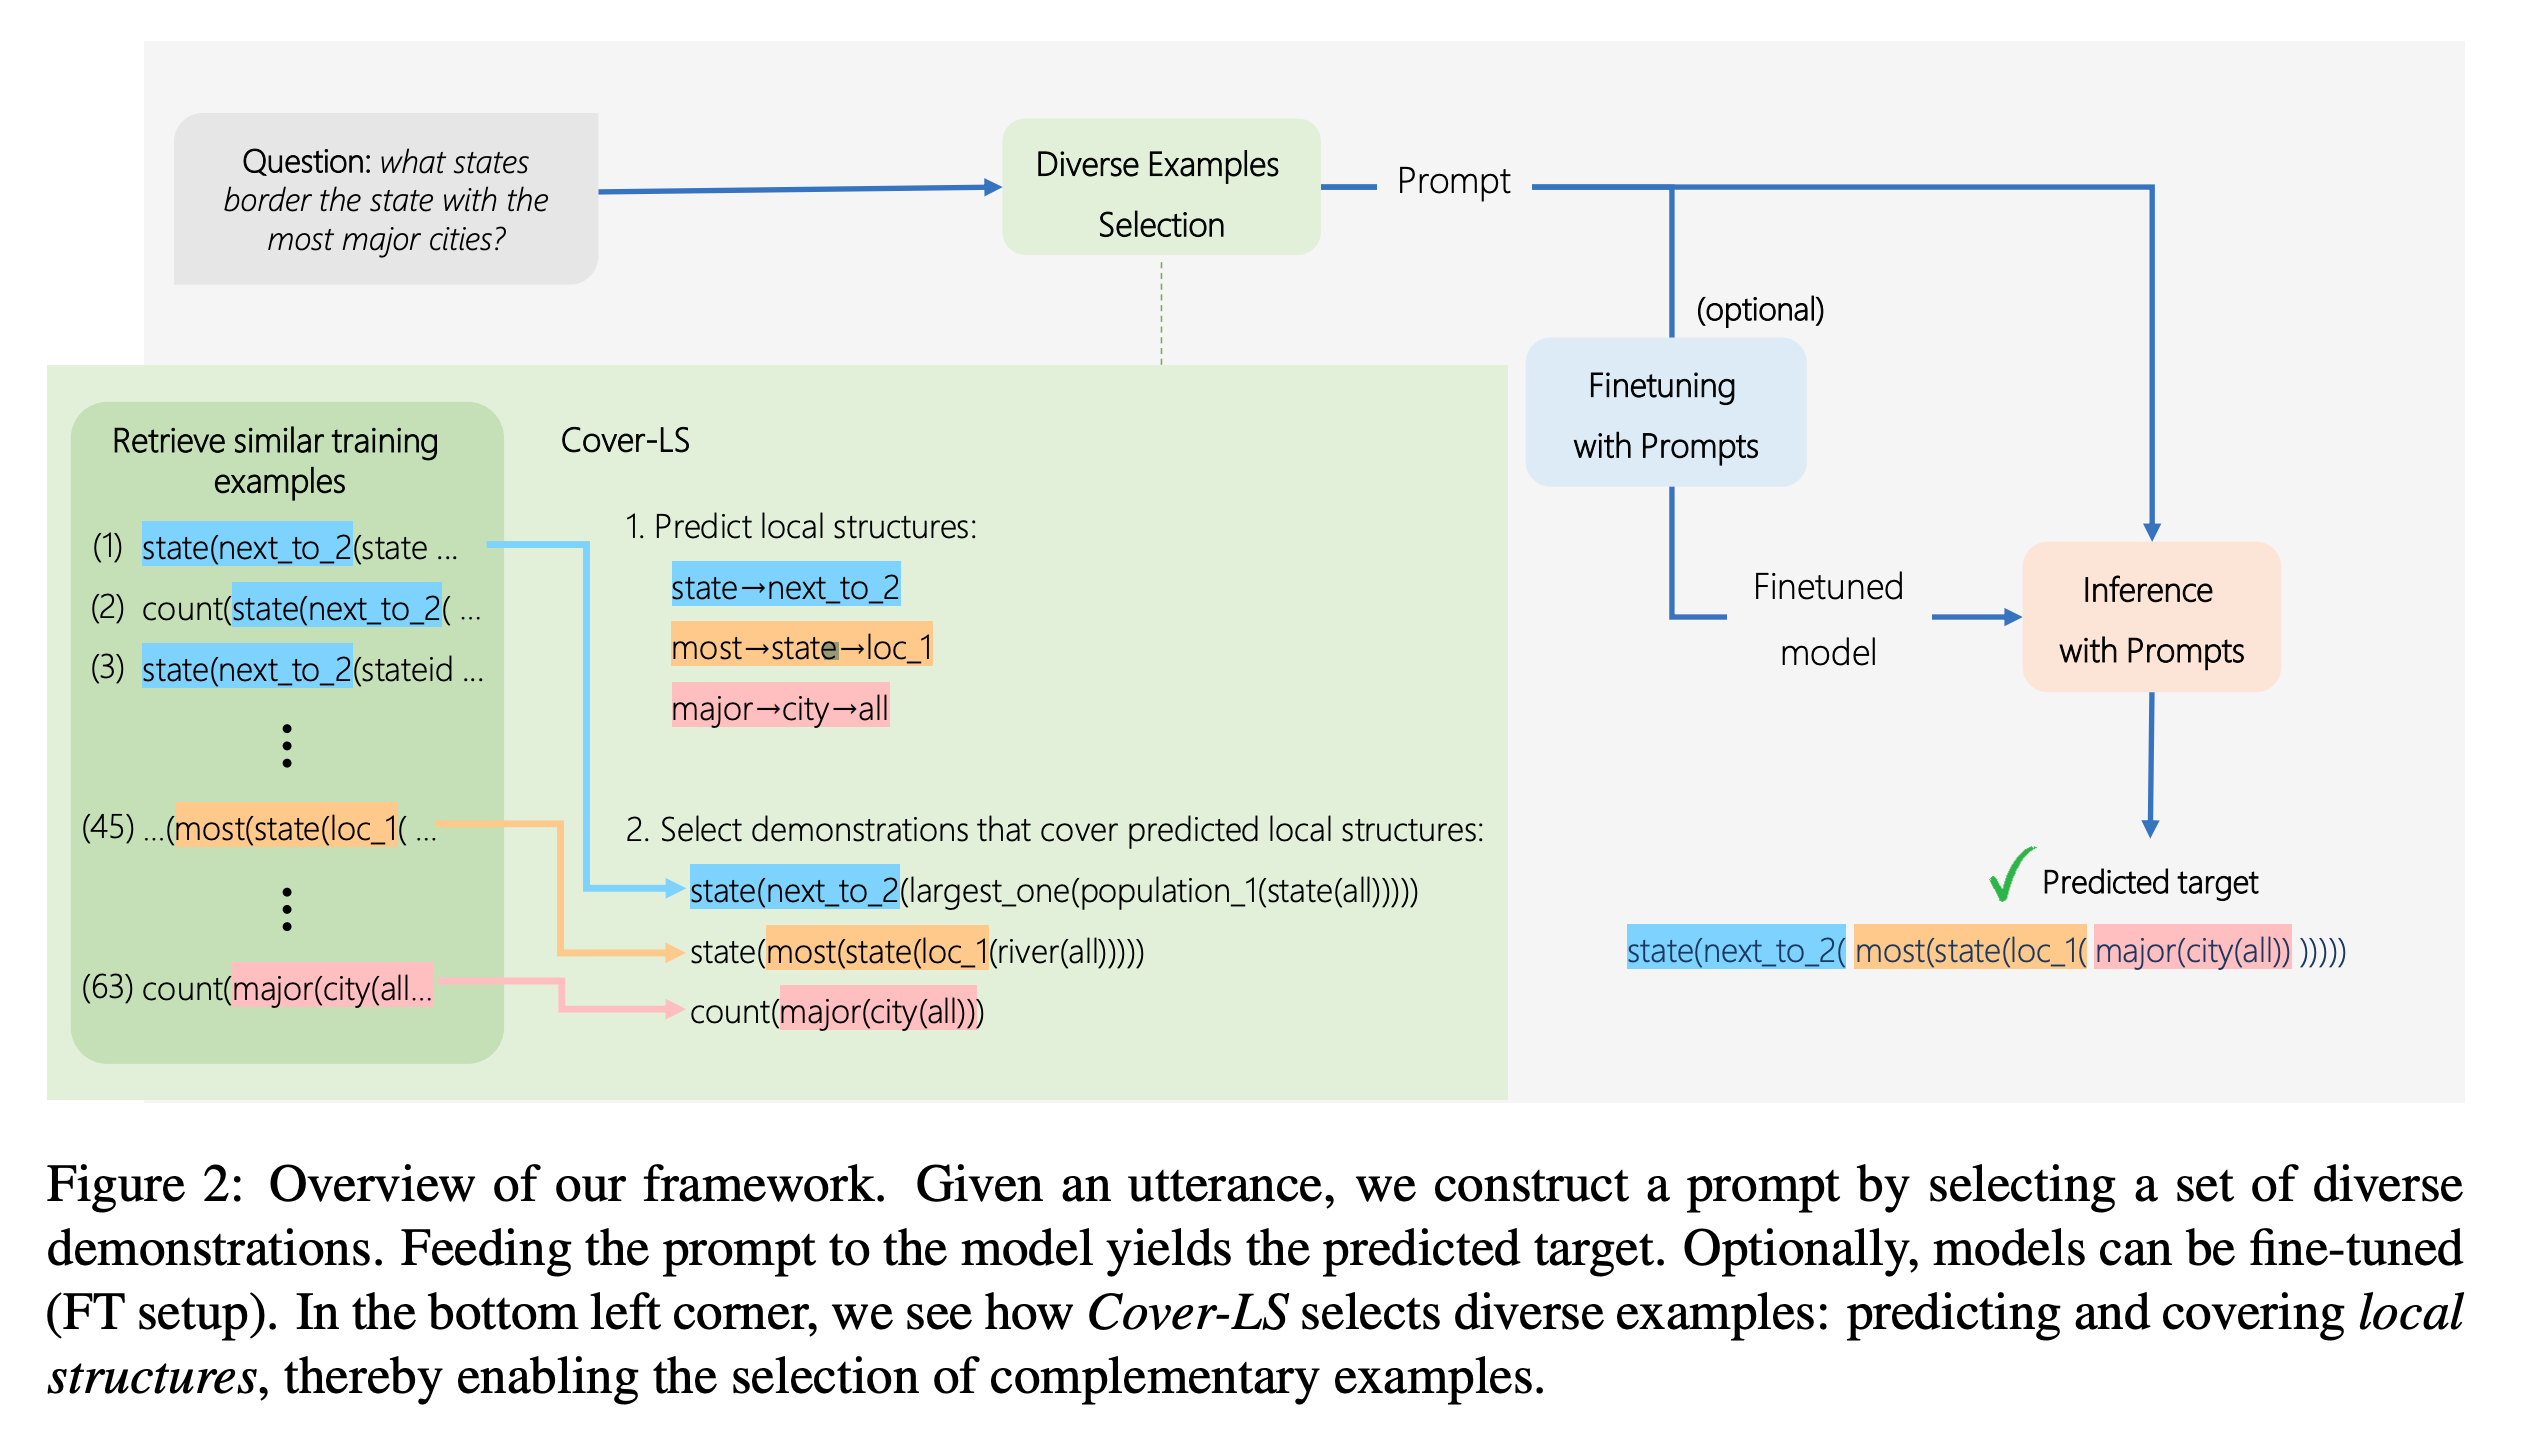 Question: what states
border the state with the
most major cities?
Diverse Examples
Selection
Prompt
(optional)
Finetuning
with Prompts
Finetuned
model
Inference
with Prompts
Retrieve similar training
examples
(1) state(next_to_2(state ...
(2) count(state(next_to_2( ...
(3) state(next_to_2(stateid ...
(45) ...(most(state(loc_1( ...
(63) count(major(city(all...
Cover-LS
1. Predict local structures:
state→next_to_2
most→state→loc_1
major→city→all
2. Select demonstrations that cover predicted local structures:
state(next_to_2(largest_one(population_1(state(all)))))
state(most(state(loc_1(river(all)))))
count(major(city(all)))
Predicted target
state(next_to_2( most(state(loc_1( major(city(all)) )))))
Figure 2: Overview of our framework. Given an utterance, we construct a prompt by selecting a set of diverse
demonstrations. Feeding the prompt to the model yields the predicted target. Optionally, models can be fine-tuned
(FT setup). In the bottom left corner, we see how Cover-LS selects diverse examples: predicting and covering local
structures, thereby enabling the selection of complementary examples.